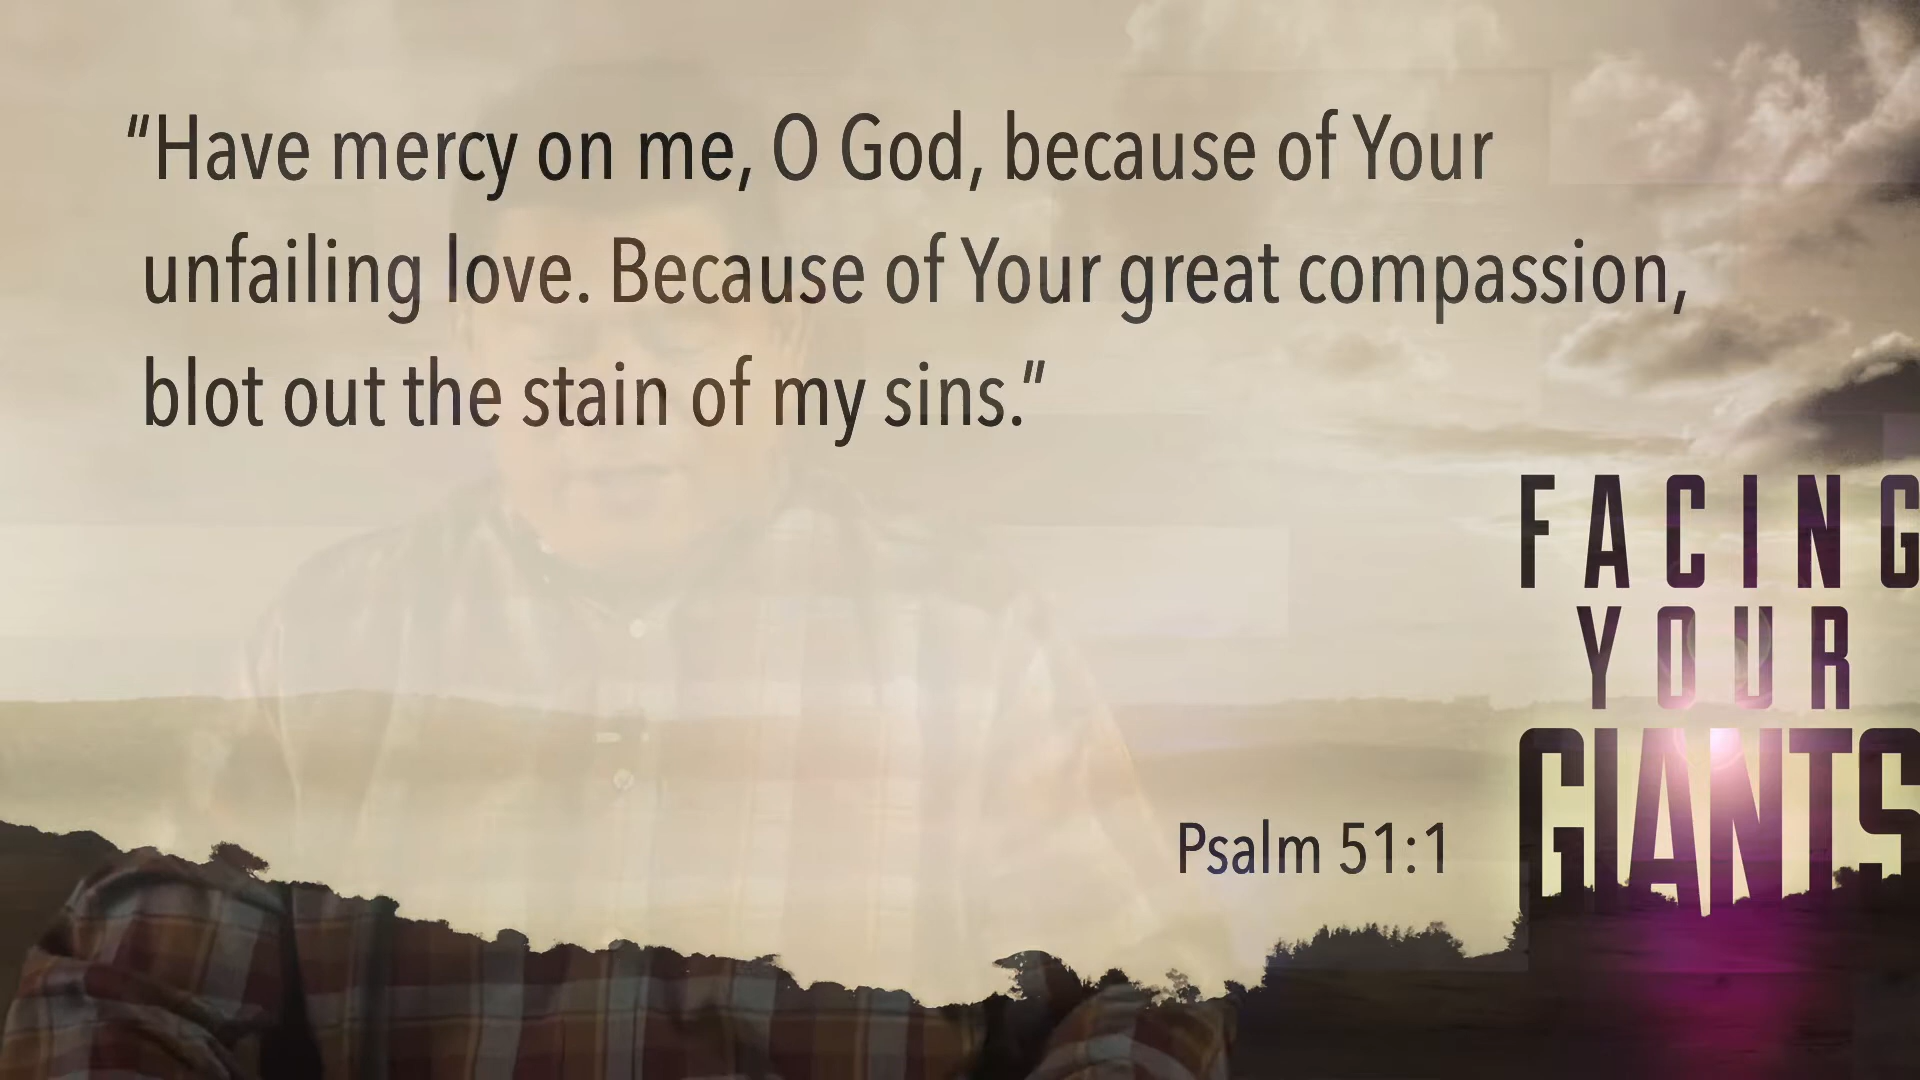 “Have mercy on me, O God, because of Your
unfailing love. Because of Your great compassion,
blot out the stain of my sins.”
FACING
YOUR
GIANTS
Psalm 51:1